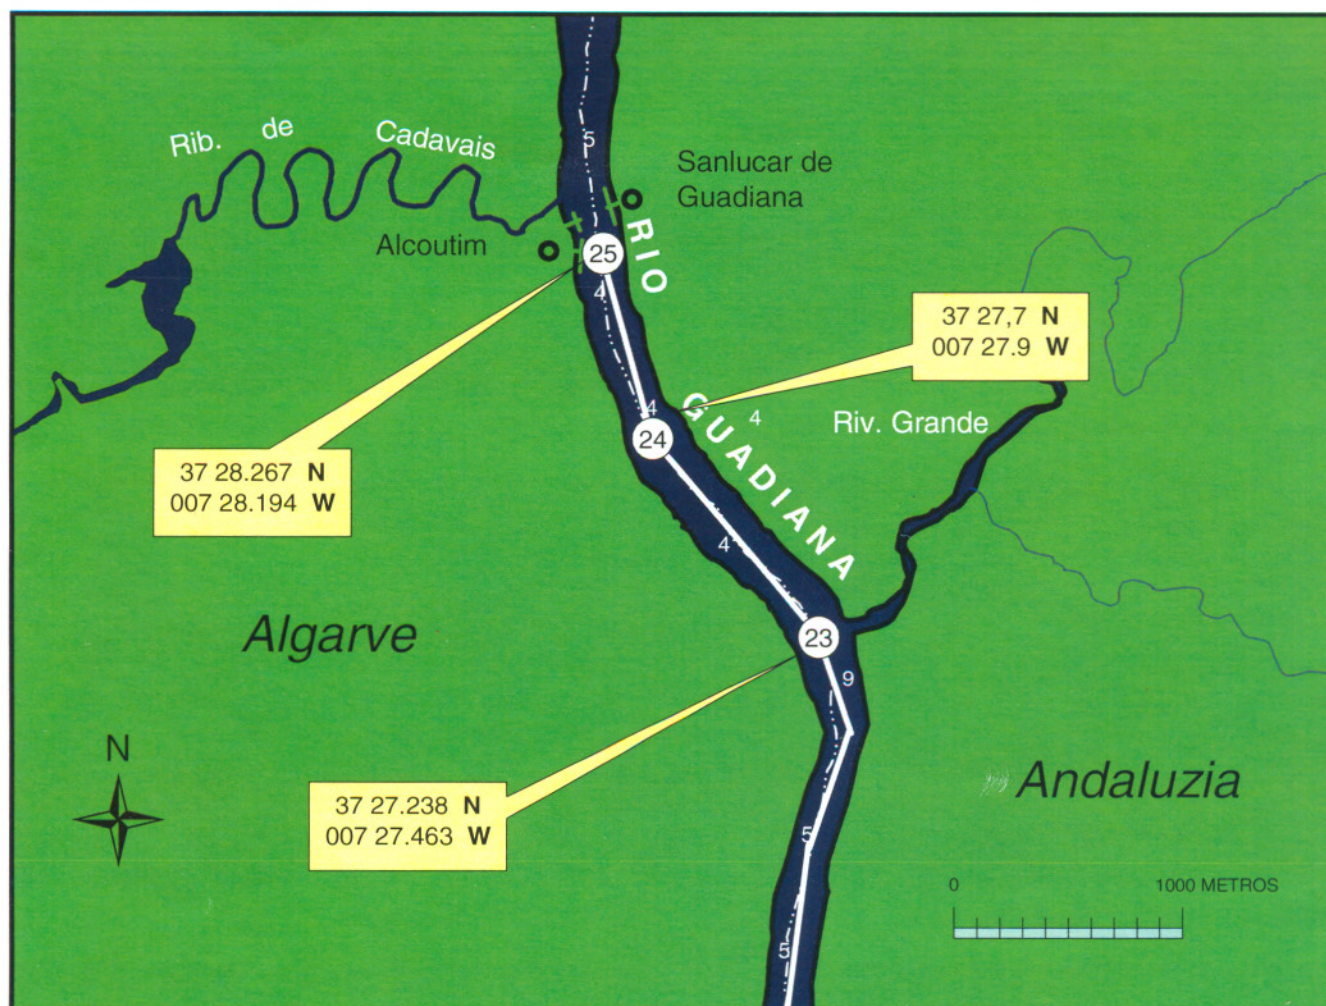 Rib. de Cadavais
5
Sanlucar de
Guadiana
Alcoutim
25
RIO
4
37 27,7 N
007 27.9 W
4
GUADIANA
4
Riv. Grande
24
37 28.267 N
007 28.194 W
4
Algarve
23
9
N
Andaluzia
37 27.238 N
007 27.463 W
5
0
1000 METROS
5